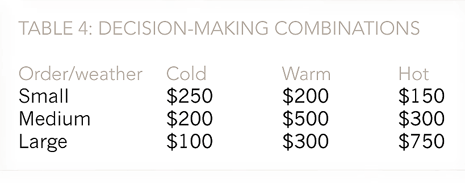 TABLE 4: DECISION-MAKING COMBINATIONS
Order/weather Cold Warm Hot
Small $250 $200 $150
Medium $200 $500 $300
Large $100 $300 $750